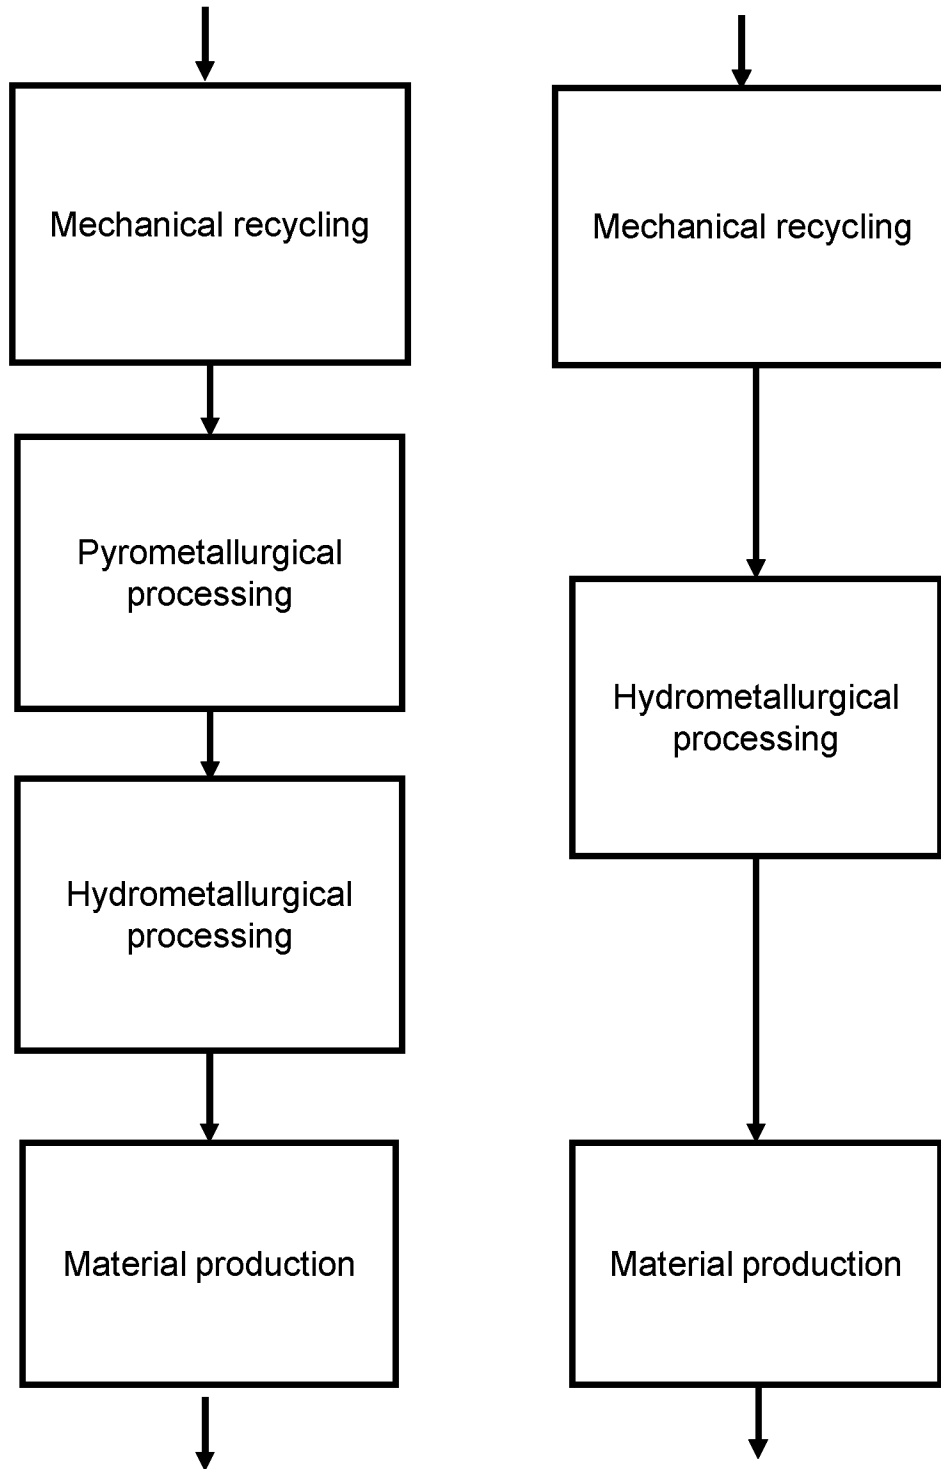 Mechanical recycling
Pyrometallurgical
processing
Hydrometallurgical
processing
Material production
Mechanical recycling
Hydrometallurgical
processing
Material production